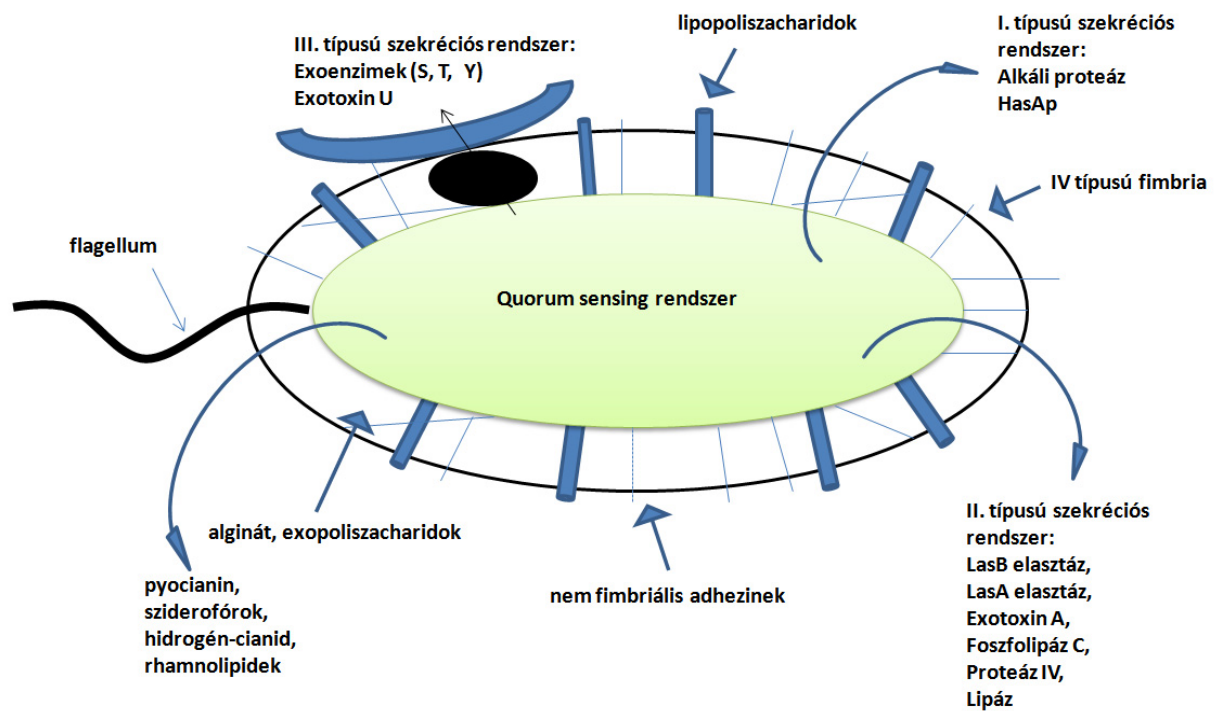 III. típusú szekréciós rendszer:
Exoenzimek (S, T, Y)
Exotoxin U
lipopoliszacharidok
I. típusú szekréciós
rendszer:
Alkáli proteáz
HasAp
IV típusú fimbria
flagellum
Quorum sensing rendszer
alginát, exopoliszacharidok
pyocianin,
sziderofórok,
hidrogén-cianid,
rhamnolipidek
nem fimbriális adhezinek
II. típusú szekréciós
rendszer:
LasB elasztáz,
LasA elasztáz,
Exotoxin A,
Foszfolipáz C,
Proteáz IV,
Lipáz